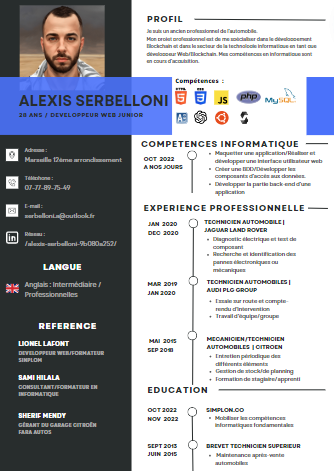 PROFIL
Je suis un ancien professionnel de l'automobile.
Mon projet professionnel est de me spécialiser dans le développement
Blockchain et dans le secteur de la technologie informatique en tant que
développeur Web/Blockchain. Mes compétences en informatique sont
en cours d'acquisition.
ALEXIS SERBELLONI
28 ANS / DEVELOPPEUR WEB JUNIOR
Compétences :
HTML
CSS
JS
php
MySQL
Adresse :
Marseille 12ème arrondissement
Téléphone :
07-77-89-75-49
E-mail :
serbelloni.a@outlook.fr
Réseau :
/alexis-serbelloni-9b080a252/
LANGUE
Anglais : Intermédiaire /
Professionnelles
REFERENCE
LIONEL LAFONT
DEVELOPPEUR WEB/FORMATEUR
SIMPLON
SAMI HILALA
CONSULTANT/FORMATEUR EN
INFORMATIQUE
SHERIF MENDY
GÉRANT DU GARAGE CITROËN
FARA AUTOS
COMPETENCES INFORMATIQUE
OCT 2022
A NOS JOURS
Maquetter une application/Réaliser et
développer une interface utilisateur web
Créer une BDD/Développer les
composants d'accès aux données
Développer la partie back-end d'une
application
EXPERIENCE PROFESSIONNELLE
JAN 2020
DEC 2020
TECHNICIEN AUTOMOBILE |
JAGUAR LAND ROVER
Diagnostic électrique et test de
composant
Recherche et identification des
pannes électroniques ou
mécaniques
MAR 2019
JAN 2020
TECHNICIEN AUTOMOBILES |
AUDI PLG GROUP
Essaie sur route et compte-
rendu d'intervention
Travail d'équipe/groupe
MAI 2015
SEP 2018
MECANICIEN/TECHNICIEN
AUTOMOBILES | CITROEN
Entretien périodique des
différents éléments
Gestion de stock/de planning
Formation de stagiaire/apprenti
EDUCATION
OCT 2022
NOV 2022
SIMPLON.CO
Mobiliser les compétences
informatiques fondamentales
SEPT 2013
JUIN 2015
BREVET TECHNICIEN SUPERIEUR
Maintenance après-vente
automobiles